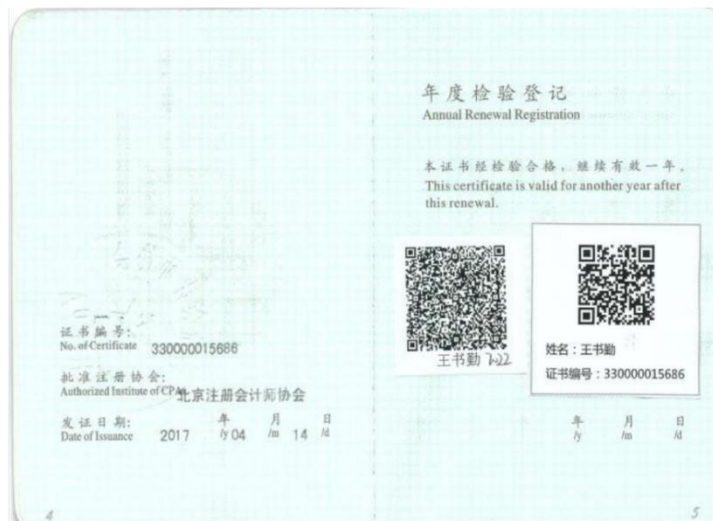 证书编号：
No. of Certificate 330000015686
批准注册协会：
Authorized Institute of CPAs 北京注册会计师协会
发证日期： 年 月 日
Date of Issuance 2017 /y 04 /m 14 /d
4
年度检验登记
Annual Renewal Registration
本证书经检验合格，继续有效一年。
This certificate is valid for another year after
this renewal.
王书勤 2022
姓名：王书勤
证书编号：330000015686
年 月 日
/y /m /d
5